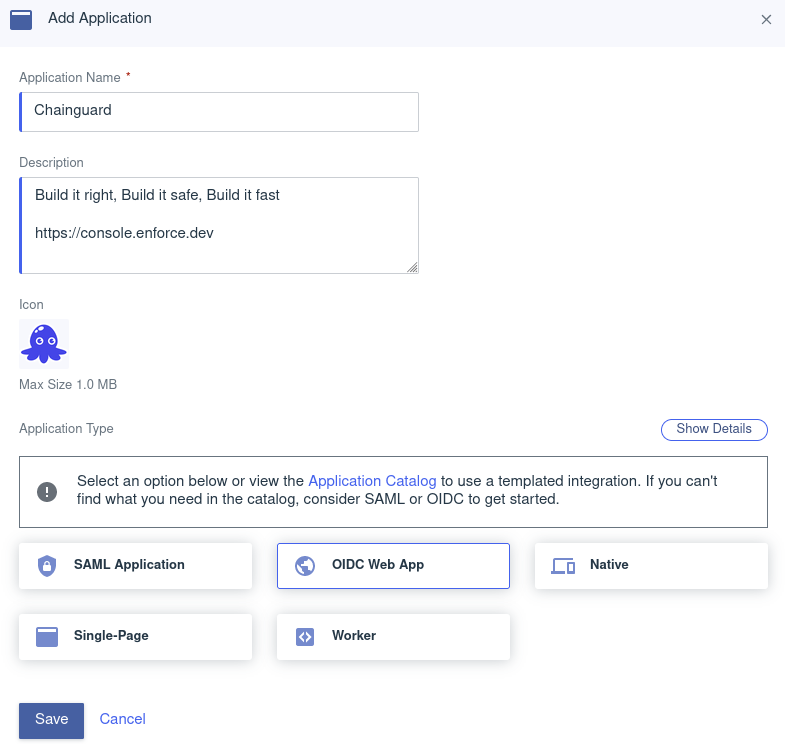 Add Application
Application Name *
Chainguard
Description
Build it right, Build it safe, Build it fast
https://console.enforce.dev
Icon
Max Size 1.0 MB
Application Type
Show Details
Select an option below or view the Application Catalog to use a templated integration. If you can't
find what you need in the catalog, consider SAML or OIDC to get started.
SAML Application
OIDC Web App
Native
Single-Page
Worker
Save
Cancel